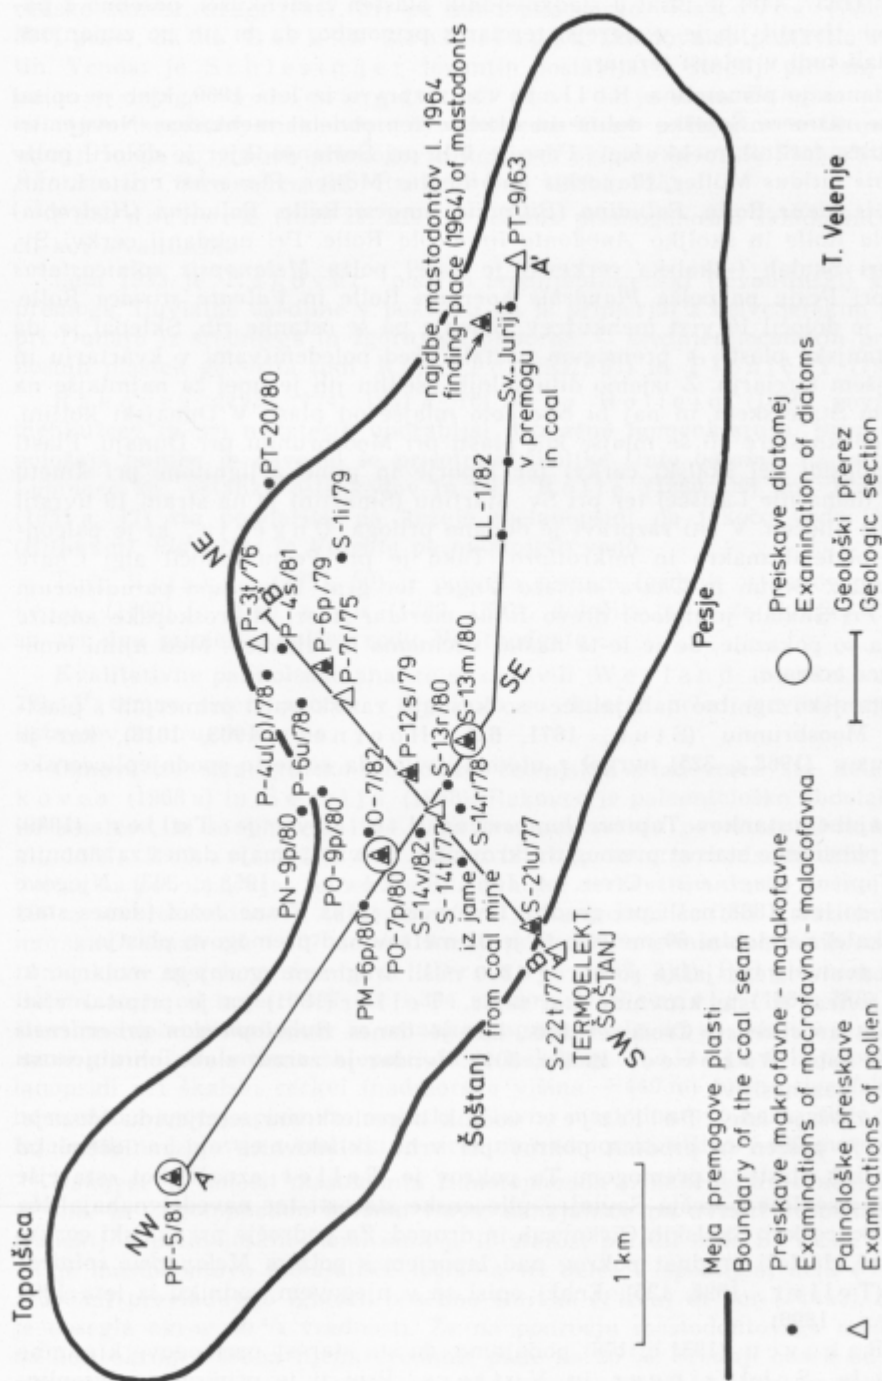 Topolšica
NW
PF-5/81
A
Šoštanj
PM-6p/80
PO-7p/80
O-7/82
PN-9p/80
PO-9p/80
P-6u/78
P-4u(p)/78
P-3t/76
NE
B
P-4s/81
P-6p/79
P-7r/75
S-1i/79
PT-20/80
P-12s/79
S-13r/80
S-13m/80
SE
S-14r/78
S-14v/82
iz jame
from coal mine
S-21u/77
B
S-22t/77
TERMOELEKT.
ŠOŠTANJ
SW
LL-1/82
v premogu
in coal
Sv. Jurij
PT-9/63
A'
najdbe mastodontov l. 1964
finding-place (1964) of mastodonts
Pesje
T. Velenje
1 km
Meja premogove plasti
Boundary of the coal seam
Preiskave makrofavne - malakofavne
Examinations of macrofavna - malacofavna
Palinološke preiskave
Examinations of pollen
Preiskave diatomej
Examination of diatoms
Geološki prerez
Geologic section